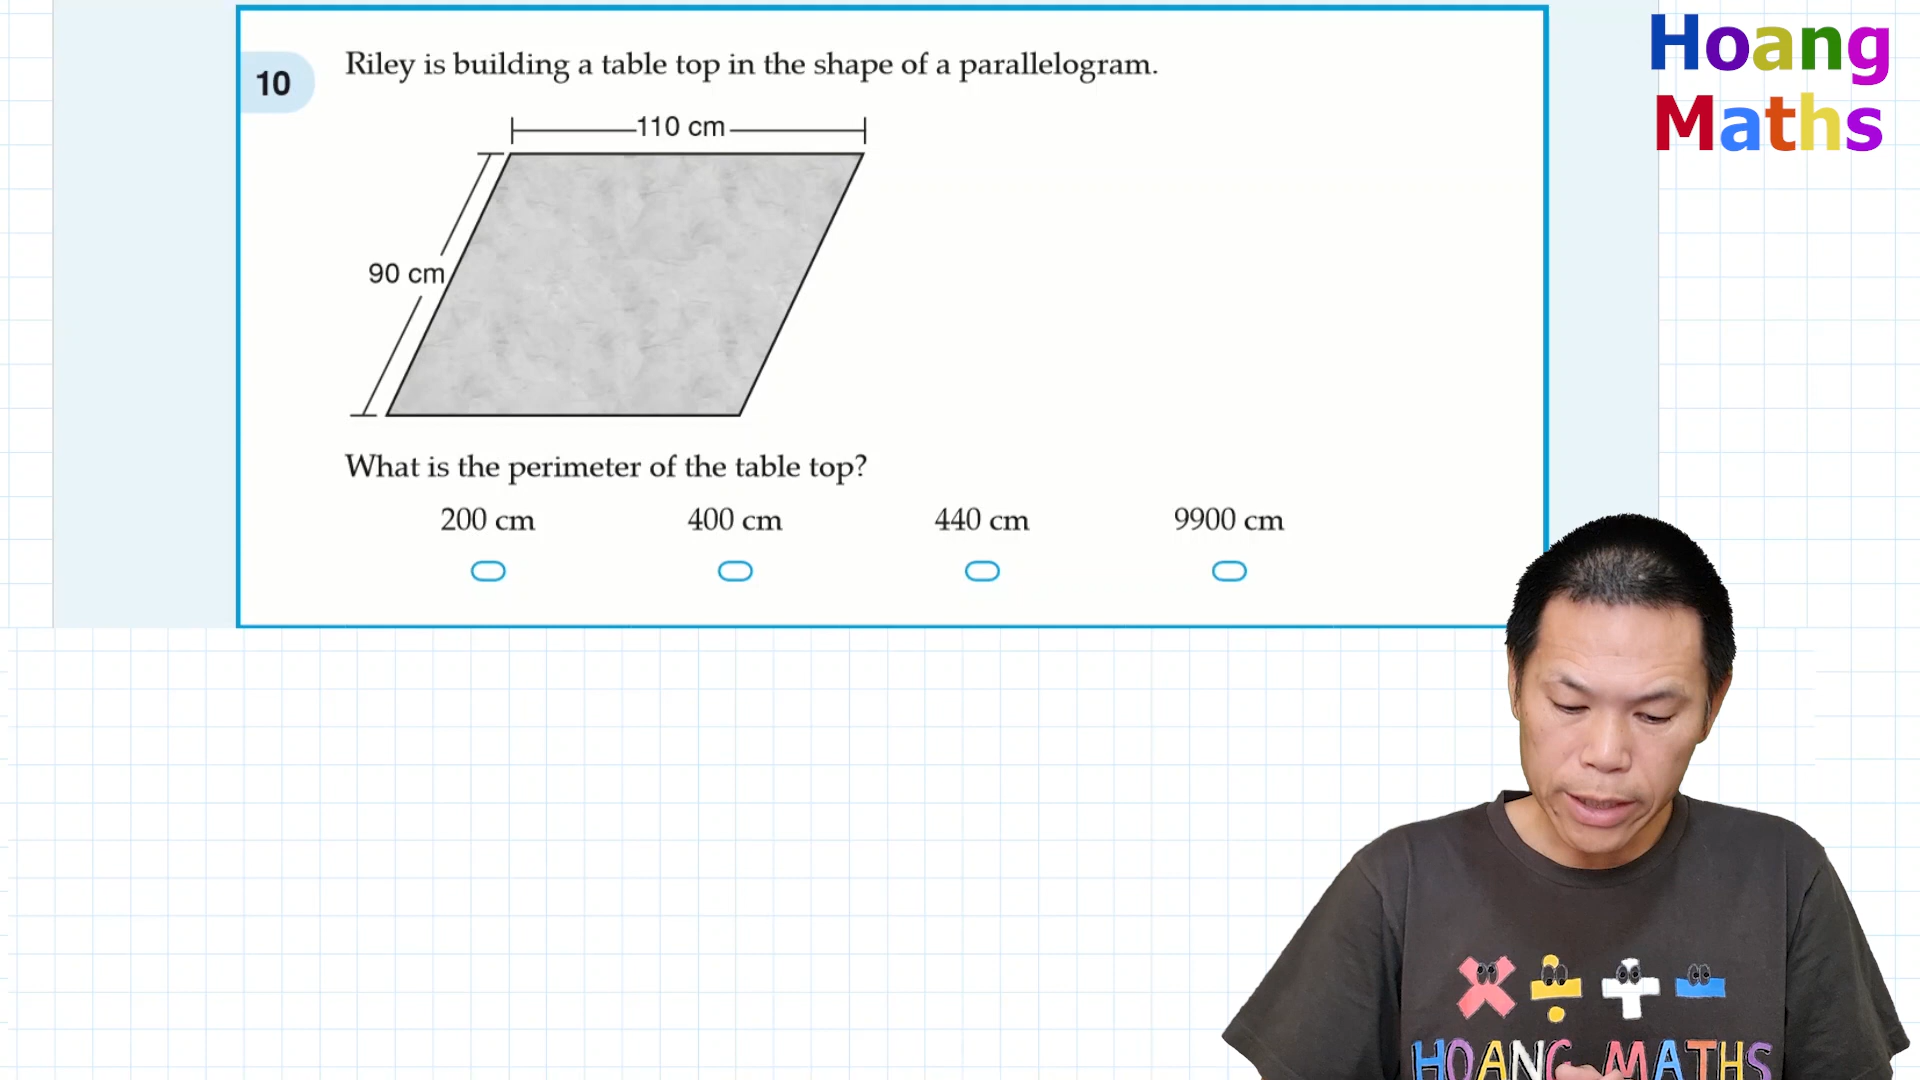 Hoang
Maths
10
Riley is building a table top in the shape of a parallelogram.
110 cm
90 cm
What is the perimeter of the table top?
200 cm 400 cm 440 cm 9900 cm
HOANG MATHS